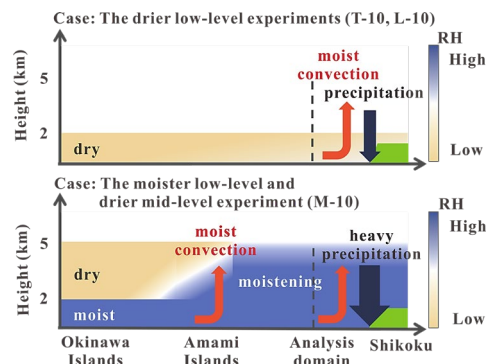 Case: The drier low-level experiments (T-10, L-10)
RH
High
Low
Height (km)
5
2
moist
convection
precipitation
dry
Case: The moister low-level and
drier mid-level experiment (M-10)
RH
High
Low
Height (km)
5
2
moist
convection
heavy
precipitation
dry
moistening
moist
Okinawa
Islands
Amami
Islands
Analysis
domain
Shikoku